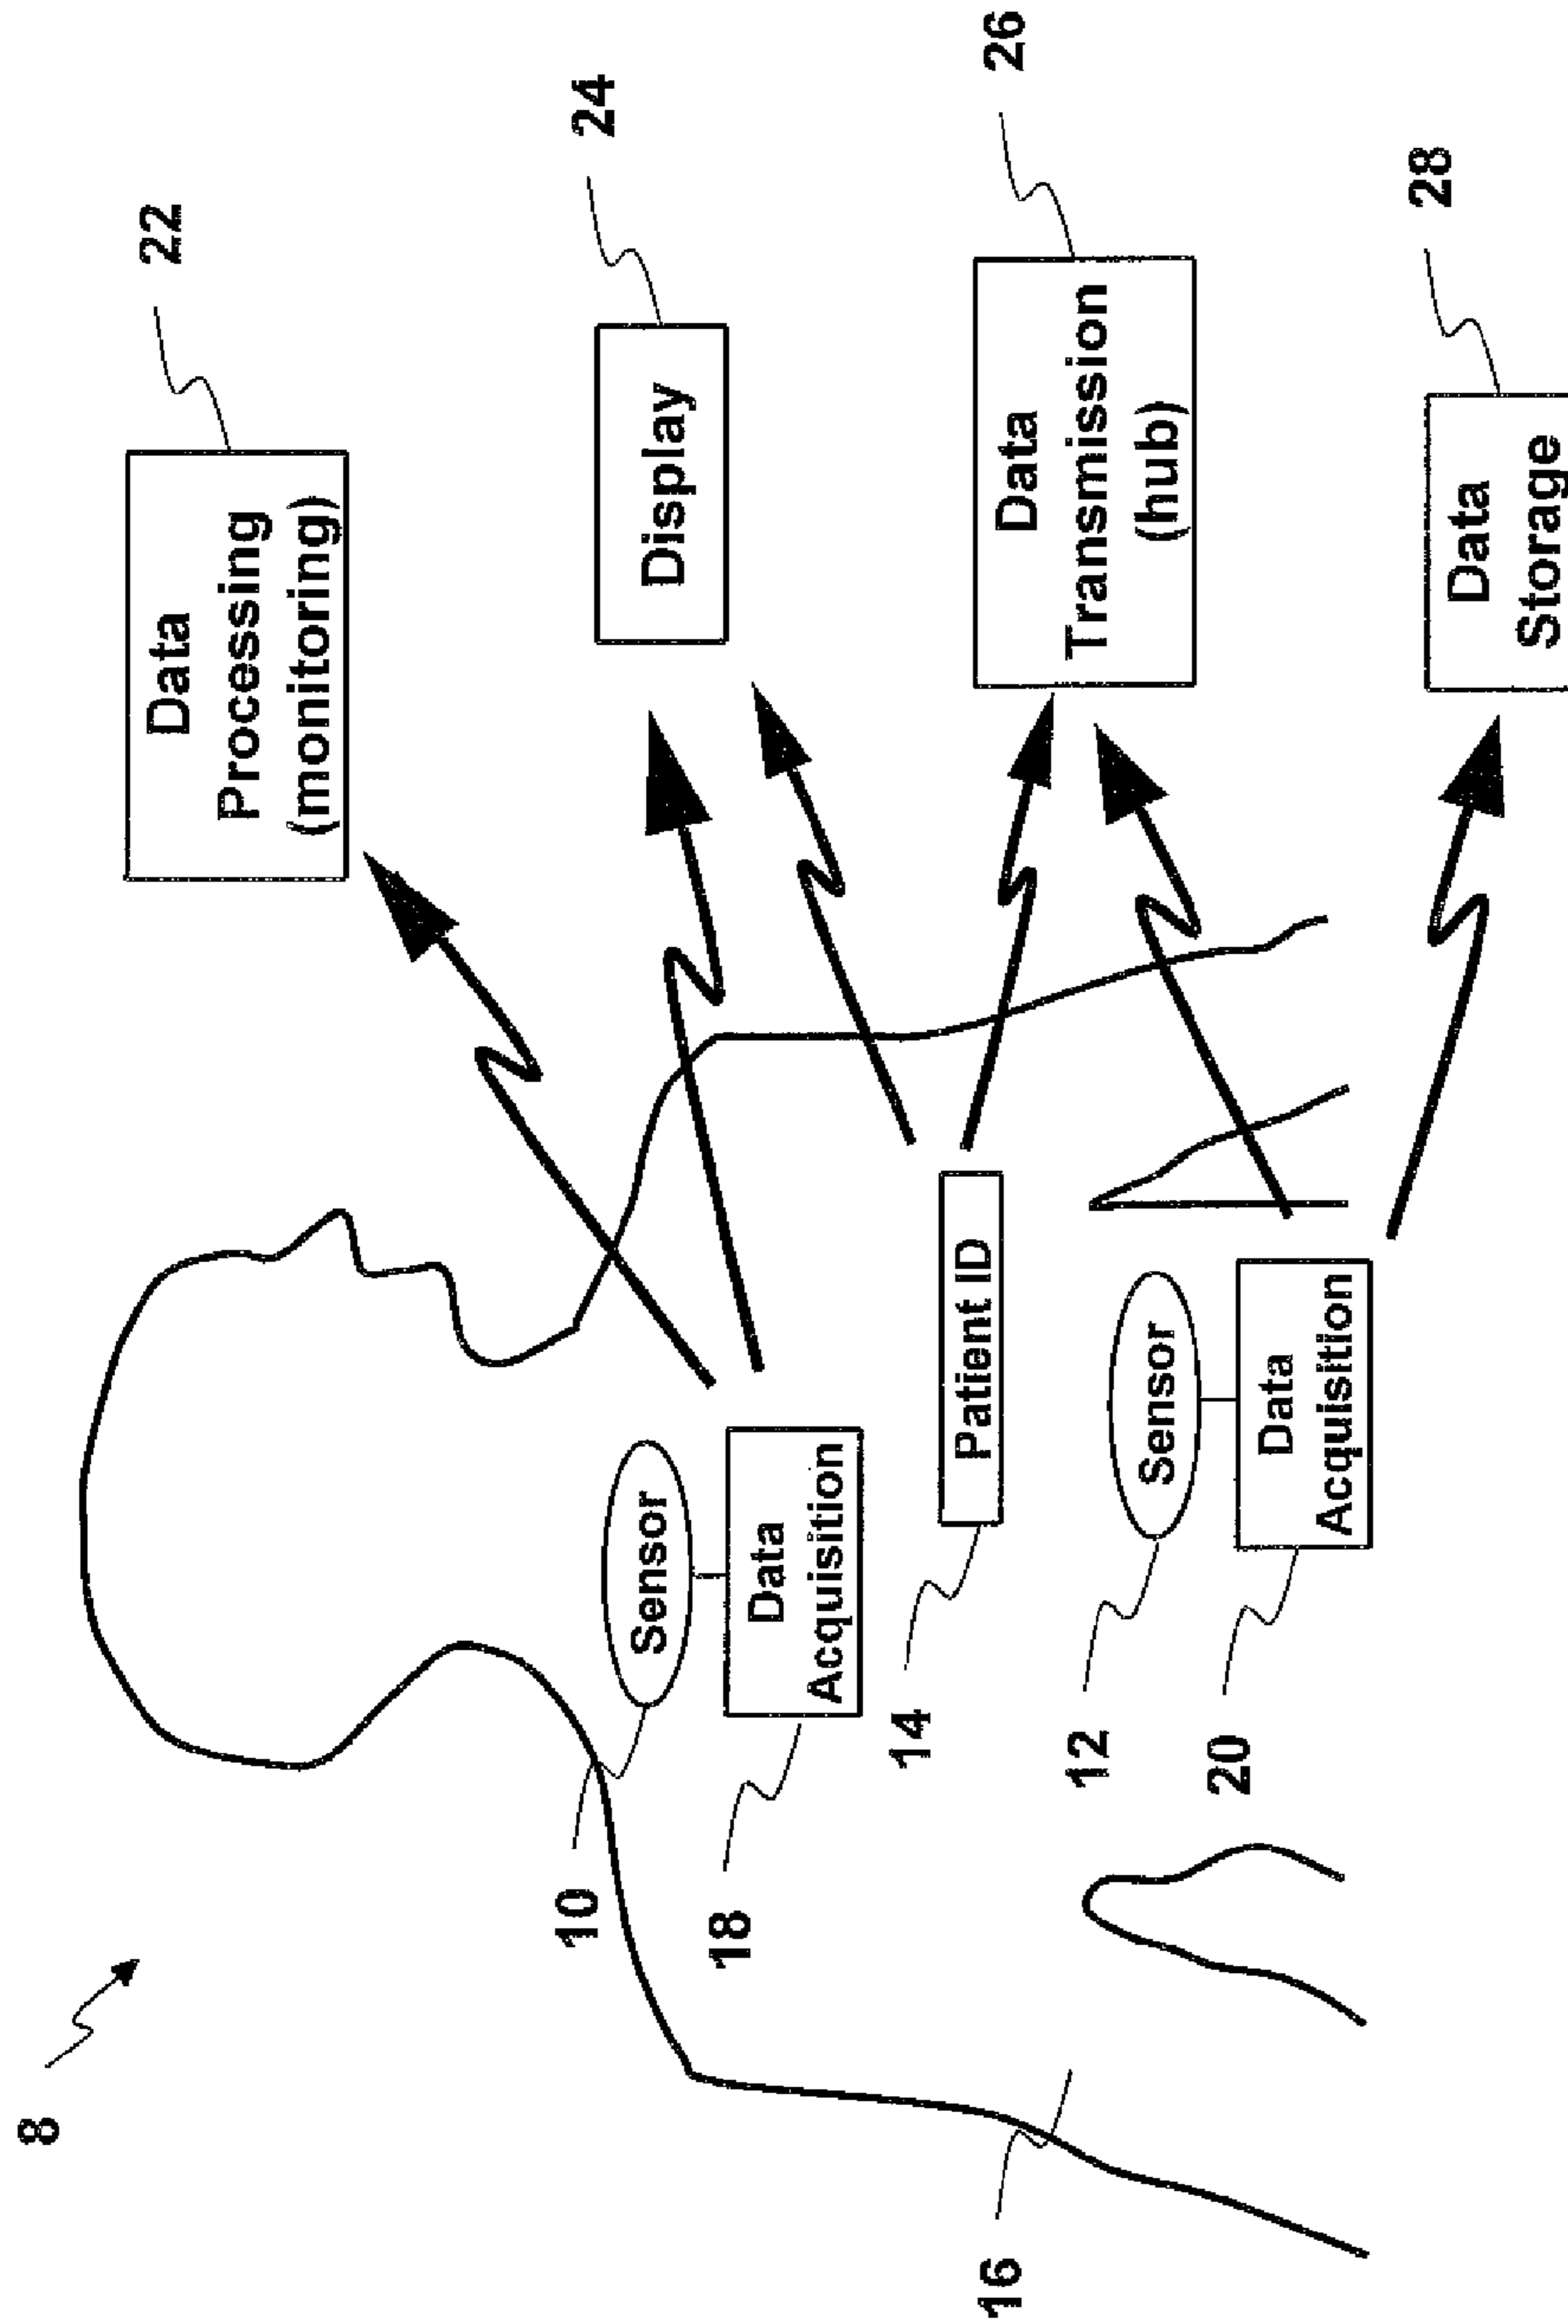 8
22
Data
Processing
(monitoring)
24
Display
26
Data
Transmission
(hub)
28
Data
Storage
10
Sensor
18
Data
Acquisition
14
Patient ID
12
Sensor
20
Data
Acquisition
16